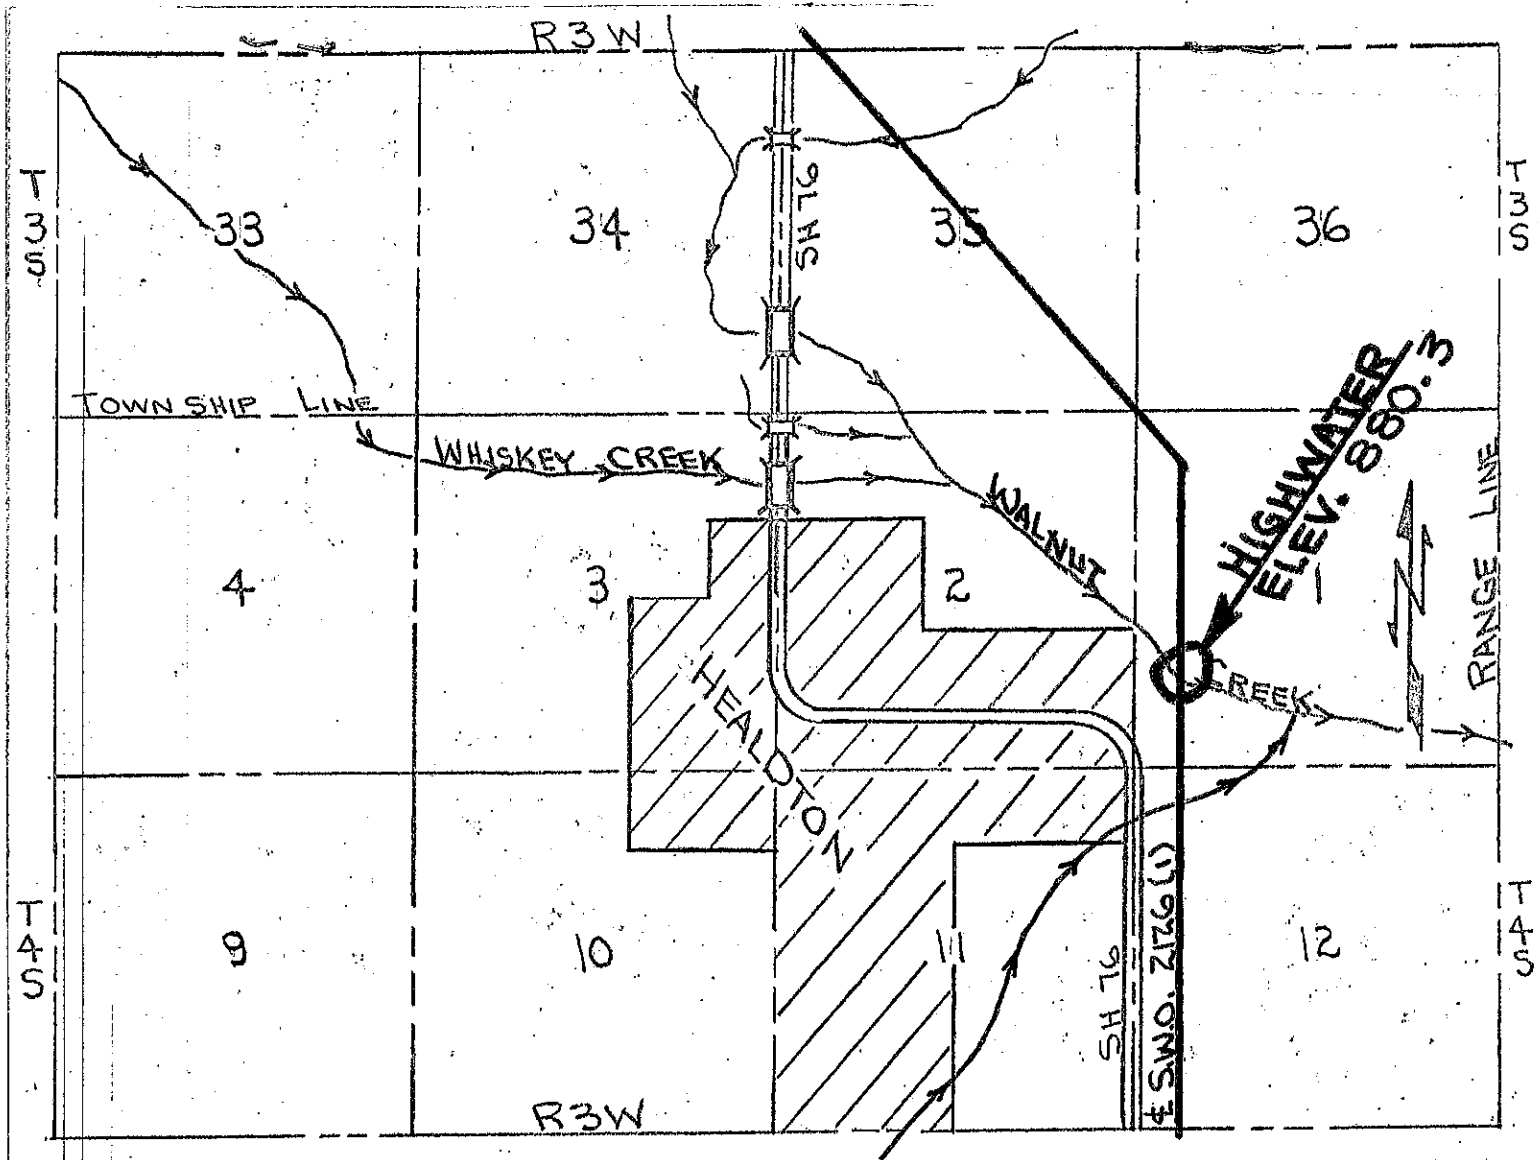 R 3 W
T
3
S
33
34
SH 76
35
36
T
3
S
TOWNSHIP LINE
WHISKEY CREEK
HIGHWATER
ELEV. 880.3
WALNUT
CREEK
RANGE LINE
4
3
2
1
HEALDTON
T
4
S
9
10
11
SH 76
℄ S.W.O. 2126(1)
12
T
4
S
R3W